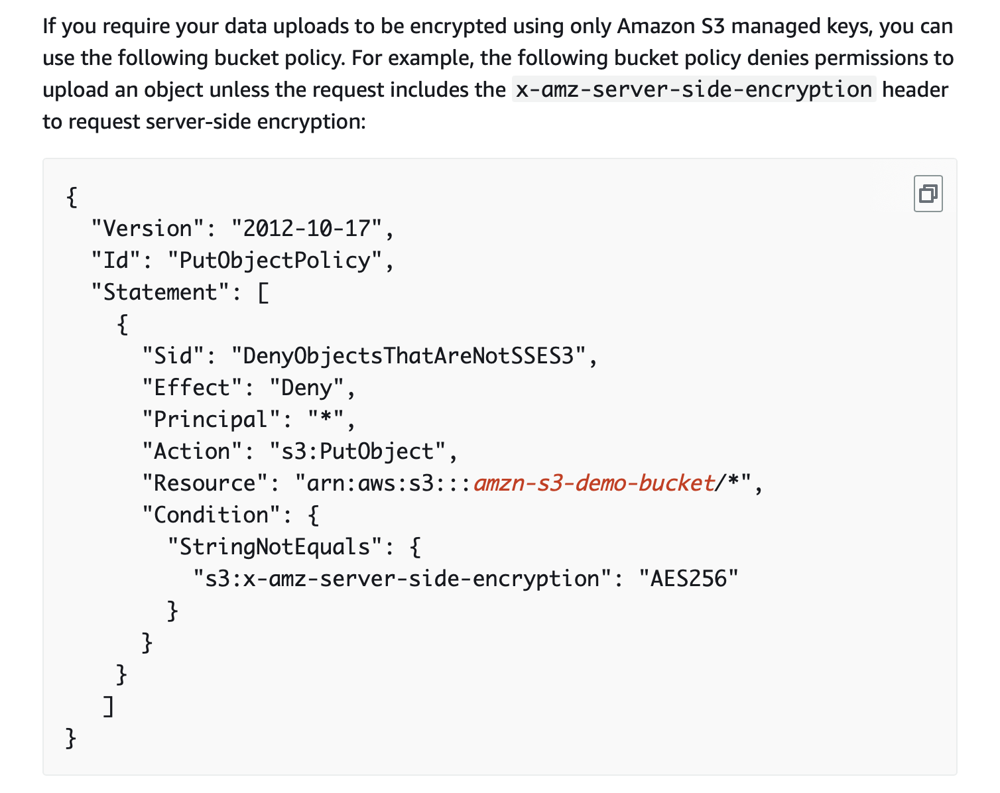 If you require your data uploads to be encrypted using only Amazon S3 managed keys, you can
use the following bucket policy. For example, the following bucket policy denies permissions to
upload an object unless the request includes the x-amz-server-side-encryption header
to request server-side encryption:
{
  "Version": "2012-10-17",
  "Id": "PutObjectPolicy",
  "Statement": [
    {
      "Sid": "DenyObjectsThatAreNotSSES3",
      "Effect": "Deny",
      "Principal": "*",
      "Action": "s3:PutObject",
      "Resource": "arn:aws:s3:::amzn-s3-demo-bucket/*",
      "Condition": {
        "StringNotEquals": {
          "s3:x-amz-server-side-encryption": "AES256"
        }
      }
    }
   ]
}